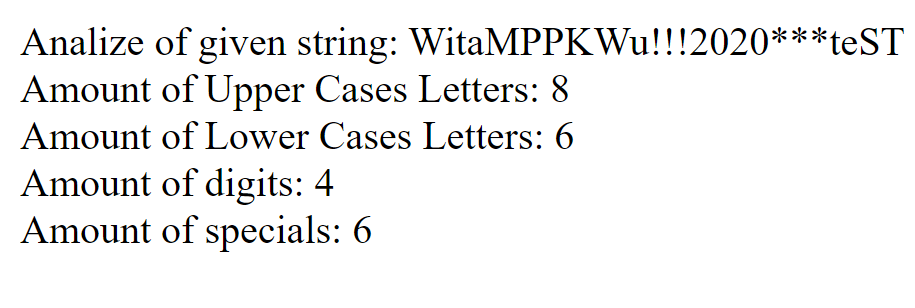 Analize of given string: WitaMPPKWu!!!2020***teST
Amount of Upper Cases Letters: 8
Amount of Lower Cases Letters: 6
Amount of digits: 4
Amount of specials: 6